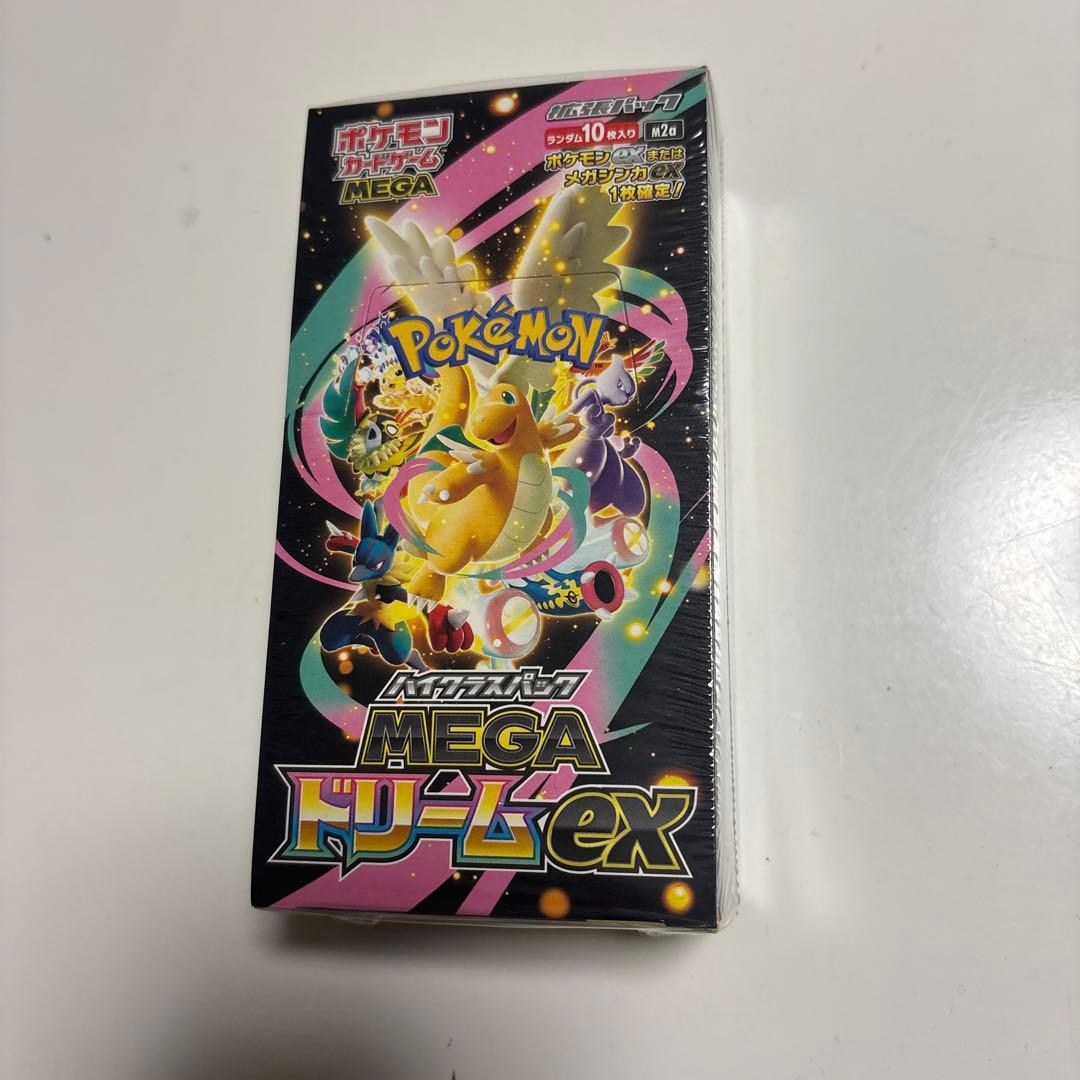 ポケモン
カードゲーム
MEGA
拡張パック
ランダム10枚入り M2a
ポケモンexまたは
メガシンカex
1枚確定!
POKéMON
TM
ハイクラスパック
MEGA
ドリームex